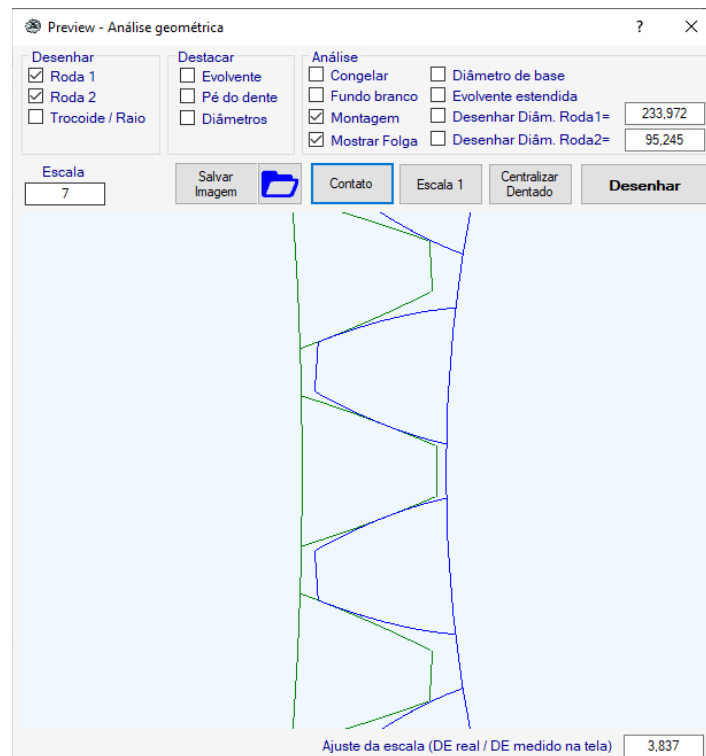 Preview - Análise geométrica ? X
Desenhar Destacar Análise
Roda 1 Evolvente Congelar Diâmetro de base
Roda 2 Pé do dente Fundo branco Evolvente estendida
Trocoide / Raio Diâmetros Montagem Desenhar Diâm. Roda1= 233,972
Mostrar Folga Desenhar Diâm. Roda2= 95,245
Escala
7
Salvar Imagem
Contato
Escala 1
Centralizar Dentado
Desenhar
Ajuste da escala (DE real / DE medido na tela) 3,837